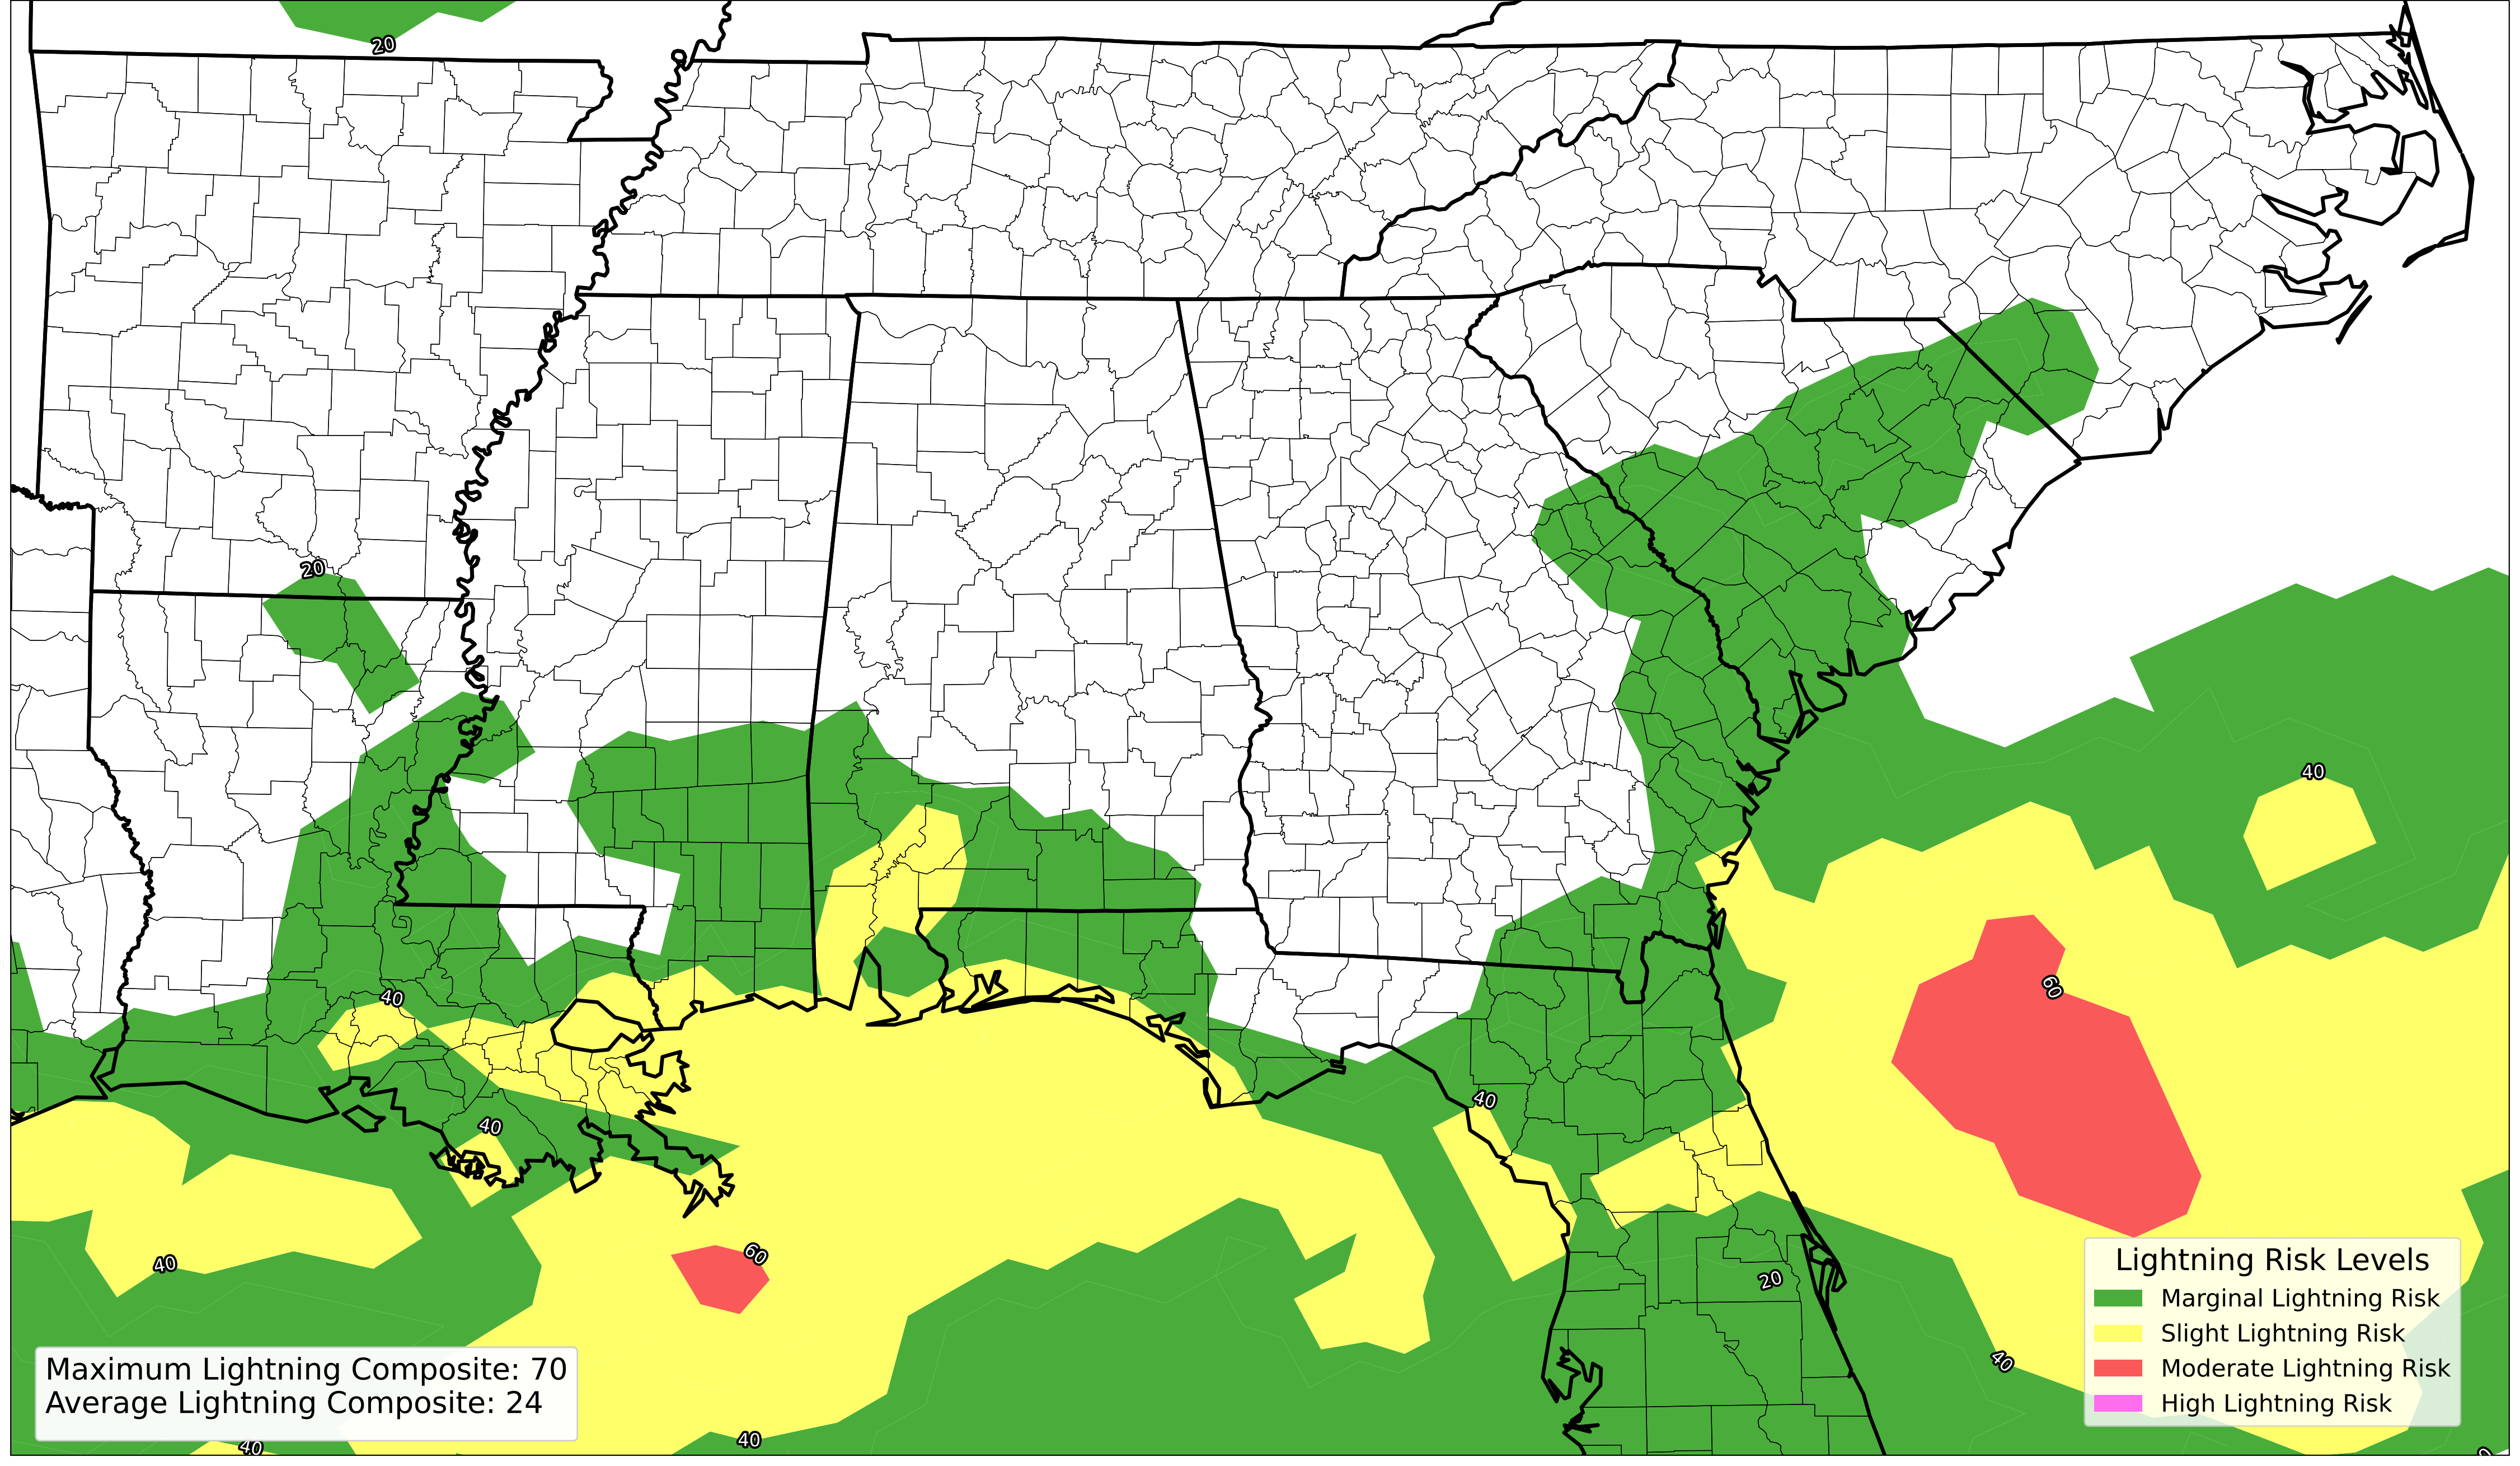 20
20
40
60
40
40
40
40
60
20
40
Lightning Risk Levels
Marginal Lightning Risk
Slight Lightning Risk
Moderate Lightning Risk
High Lightning Risk
40
Maximum Lightning Composite: 70
Average Lightning Composite: 24
40
40